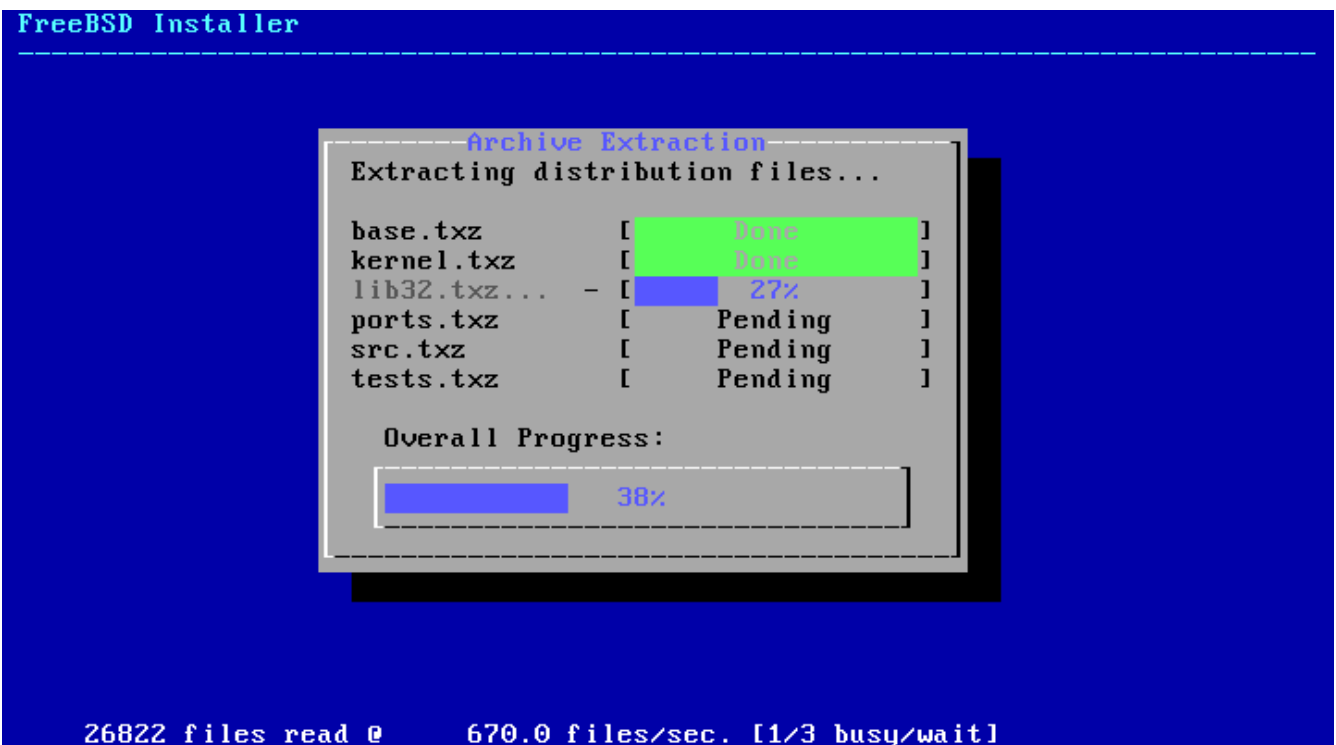 FreeBSD Installer
Archive Extraction
Extracting distribution files...
base.txz [ Done ]
kernel.txz [ Done ]
lib32.txz... - [ 27% ]
ports.txz [ Pending ]
src.txz [ Pending ]
tests.txz [ Pending ]
Overall Progress:
38%
26822 files read @ 670.0 files/sec. [1/3 busy/wait]